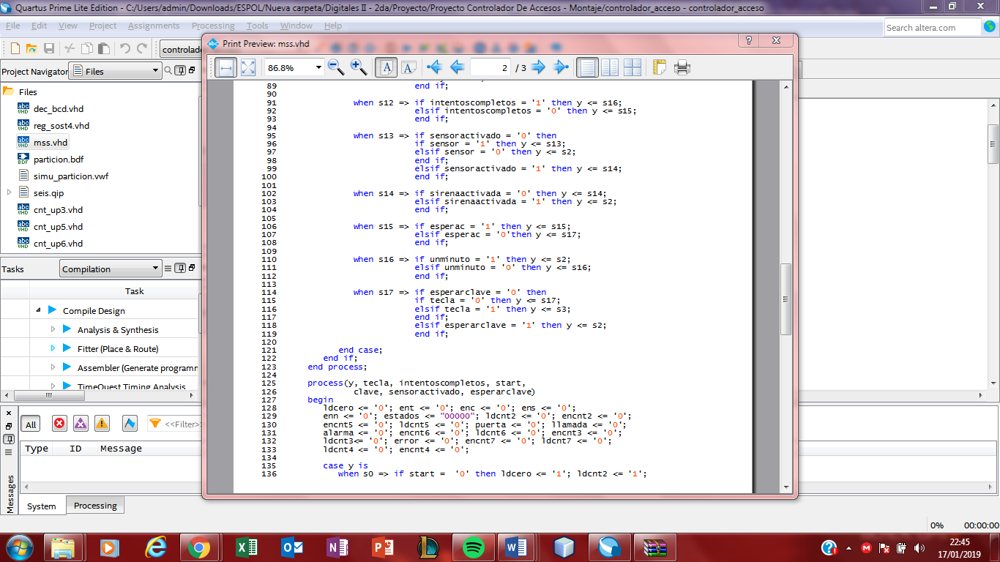 Quartus Prime Lite Edition - C:/Users/admin/Downloads/ESPOL/Nueva carpeta/Digitales II - 2da/Proyecto/Proyecto Controlador De Accesos - Montaje/controlador_acceso - controlador_acceso
File Edit View Project Assignments Processing Tools Window Help
Search altera.com
controlado
Print Preview: mss.vhd
Project Navigator Files
86.8% 2 / 3
Files
dec_bcd.vhd
reg_sost4.vhd
mss.vhd
particion.bdf
simu_particion.vwf
seis.qip
cnt_up3.vhd
cnt_up5.vhd
cnt_up6.vhd
Tasks Compilation
Task
Compile Design
Analysis & Synthesis
Fitter (Place & Route)
Assembler (Generate programm
TimeQuest Timing Analysis
89 end if;
90
91 when s12 => if intentoscompletos = '1' then y <= s16;
92 elsif intentoscompletos = '0' then y <= s15;
93 end if;
94
95 when s13 => if sensoractivado = '0' then
96 if sensor = '1' then y <= s13;
97 elsif sensor = '0' then y <= s2;
98 end if;
99 elsif sensoractivado = '1' then y <= s14;
100 end if;
101
102 when s14 => if sirenaactivada = '0' then y <= s14;
103 elsif sirenaactivada = '1' then y <= s2;
104 end if;
105
106 when s15 => if esperac = '1' then y <= s15;
107 elsif esperac = '0'then y <= s17;
108 end if;
109
110 when s16 => if unminuto = '1' then y <= s2;
111 elsif unminuto = '0' then y <= s16;
112 end if;
113
114 when s17 => if esperarclave = '0' then
115 if tecla = '0' then y <= s17;
116 elsif tecla = '1' then y <= s3;
117 end if;
118 elsif esperarclave = '1' then y <= s2;
119 end if;
120
121 end case;
122 end if;
123 end process;
124
125 process(y, tecla, intentoscompletos, start,
126 clave, sensoractivado, esperarclave)
127 begin
128 ldcero <= '0'; ent <= '0'; enc <= '0'; ens <= '0';
129 enn <= '0'; estados <= "00000"; ldcnt2 <= '0'; encnt2 <= '0';
130 encnt5 <= '0'; ldcnt5 <= '0'; puerta <= '0'; llamada <= '0';
131 alarma <= '0'; encnt6 <= '0'; ldcnt6 <= '0'; encnt3 <= '0';
132 ldcnt3<= '0'; error <= '0'; encnt7 <= '0'; ldcnt7 <= '0';
133 ldcnt4 <= '0'; encnt4 <= '0';
134
135 case y is
136 when s0 => if start =  '0' then ldcero <= '1'; ldcnt2 <= '1';
All <<Filter>>
Type ID Message
Messages
System Processing
0% 00:00:00
22:45
17/01/2019